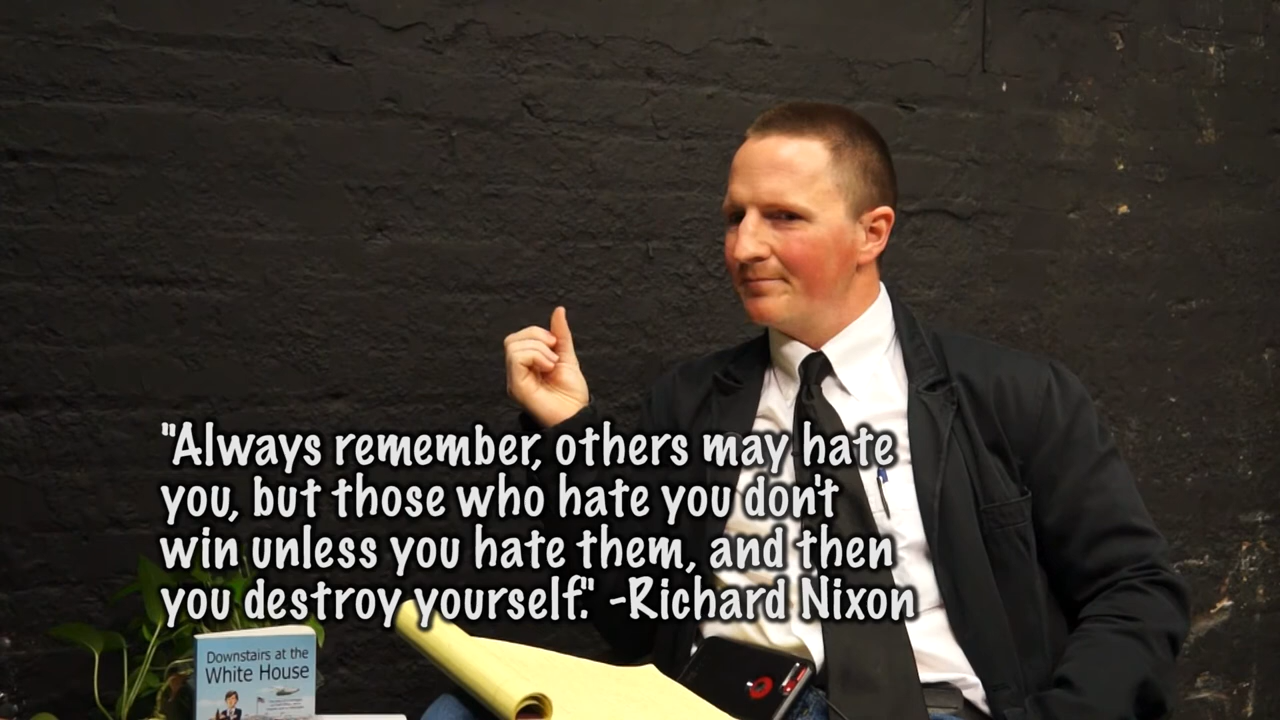 "Always remember, others may hate
you, but those who hate you don't
win unless you hate them, and then
you destroy yourself." -Richard Nixon
Downstairs at the
White House